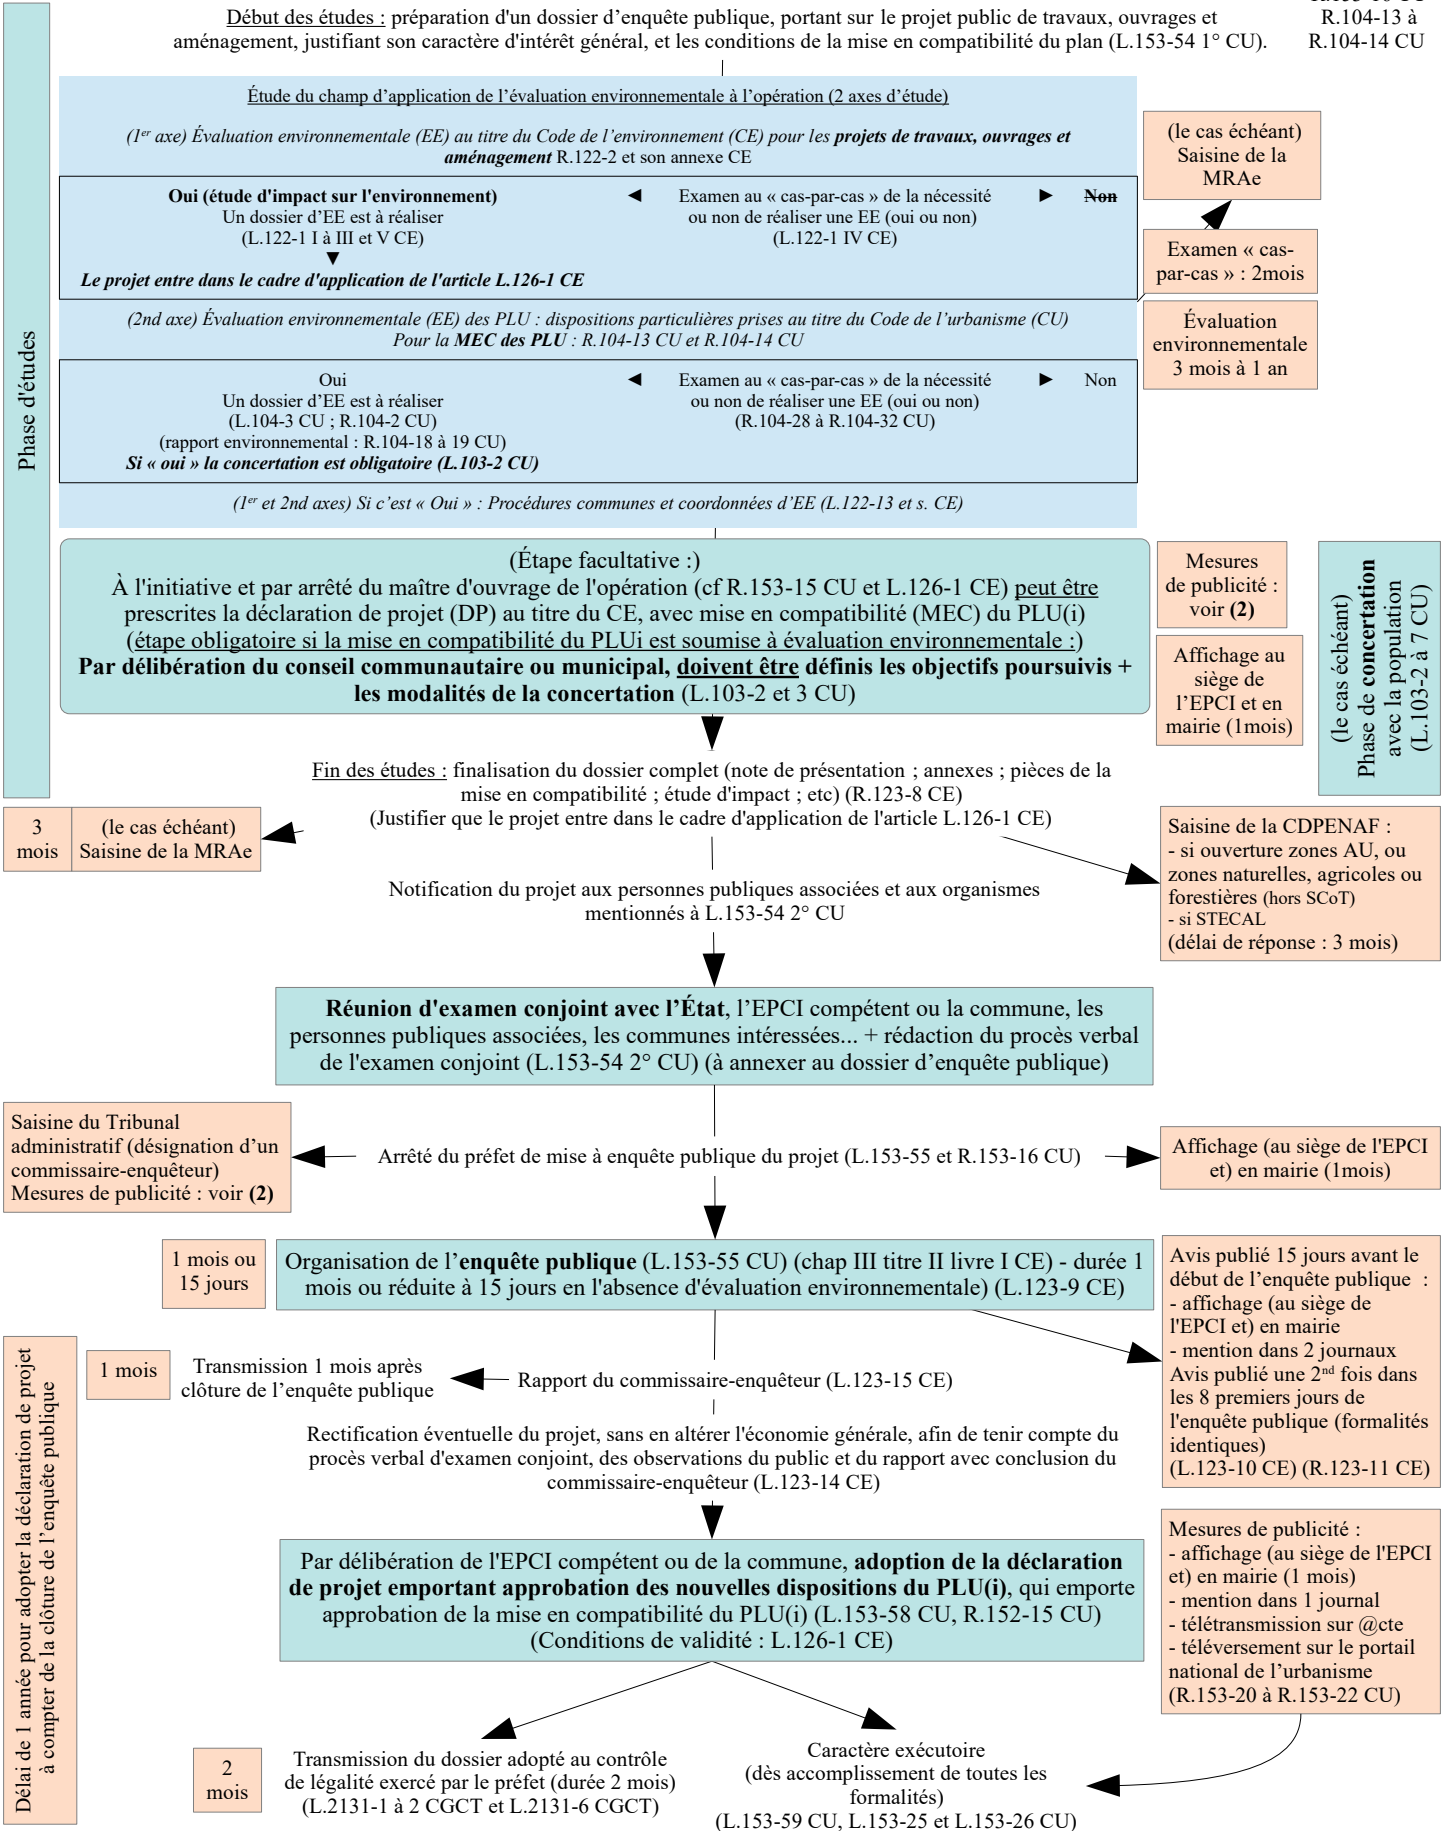 Début des études : préparation d'un dossier d'enquête publique, portant sur le projet public de travaux, ouvrages et
aménagement, justifiant son caractère d'intérêt général, et les conditions de la mise en compatibilité du plan (L.153-54 1° CU).
R.104-13 à
R.104-14 CU
Phase d'études
Étude du champ d'application de l'évaluation environnementale à l'opération (2 axes d'étude)
(1er axe) Évaluation environnementale (EE) au titre du Code de l'environnement (CE) pour les projets de travaux, ouvrages et
aménagement R.122-2 et son annexe CE
Oui (étude d'impact sur l'environnement)
Un dossier d'EE est à réaliser
(L.122-1 I à III et V CE)
▼
Le projet entre dans le cadre d'application de l'article L.126-1 CE
◄ Examen au « cas-par-cas » de la nécessité ►
ou non de réaliser une EE (oui ou non)
(L.122-1 IV CE)
Non
(2nd axe) Évaluation environnementale (EE) des PLU : dispositions particulières prises au titre du Code de l'urbanisme (CU)
Pour la MEC des PLU : R.104-13 CU et R.104-14 CU
Oui
Un dossier d'EE est à réaliser
(L.104-3 CU ; R.104-2 CU)
(rapport environnemental : R.104-18 à 19 CU)
Si « oui » la concertation est obligatoire (L.103-2 CU)
◄ Examen au « cas-par-cas » de la nécessité ►
ou non de réaliser une EE (oui ou non)
(R.104-28 à R.104-32 CU)
Non
(1er et 2nd axes) Si c'est « Oui » : Procédures communes et coordonnées d'EE (L.122-13 et s. CE)
(le cas échéant)
Saisine de la
MRAe
Examen « cas-
par-cas » : 2mois
Évaluation
environnementale
3 mois à 1 an
(Étape facultative :)
À l'initiative et par arrêté du maître d'ouvrage de l'opération (cf R.153-15 CU et L.126-1 CE) peut être
prescrites la déclaration de projet (DP) au titre du CE, avec mise en compatibilité (MEC) du PLU(i)
(étape obligatoire si la mise en compatibilité du PLUi est soumise à évaluation environnementale :)
Par délibération du conseil communautaire ou municipal, doivent être définis les objectifs poursuivis +
les modalités de la concertation (L.103-2 et 3 CU)
Mesures
de publicité :
voir (2)
Affichage au
siège de
l'EPCI et en
mairie (1mois)
(le cas échéant)
Phase de concertation
avec la population
(L.103-2 à 7 CU)
Fin des études : finalisation du dossier complet (note de présentation ; annexes ; pièces de la
mise en compatibilité ; étude d'impact ; etc) (R.123-8 CE)
(Justifier que le projet entre dans le cadre d'application de l'article L.126-1 CE)
3
mois
(le cas échéant)
Saisine de la MRAe
Saisine de la CDPENAF :
- si ouverture zones AU, ou
zones naturelles, agricoles ou
forestières (hors SCoT)
- si STECAL
(délai de réponse : 3 mois)
Notification du projet aux personnes publiques associées et aux organismes
mentionnés à L.153-54 2° CU
Réunion d'examen conjoint avec l'État, l'EPCI compétent ou la commune, les
personnes publiques associées, les communes intéressées... + rédaction du procès verbal
de l'examen conjoint (L.153-54 2° CU) (à annexer au dossier d'enquête publique)
Saisine du Tribunal
administratif (désignation d'un
commissaire-enquêteur)
Mesures de publicité : voir (2)
Arrêté du préfet de mise à enquête publique du projet (L.153-55 et R.153-16 CU)
Affichage (au siège de l'EPCI
et) en mairie (1mois)
1 mois ou
15 jours
Organisation de l'enquête publique (L.153-55 CU) (chap III titre II livre I CE) - durée 1
mois ou réduite à 15 jours en l'absence d'évaluation environnementale) (L.123-9 CE)
Avis publié 15 jours avant le
début de l'enquête publique :
- affichage (au siège de
l'EPCI et) en mairie
- mention dans 2 journaux
Avis publié une 2nd fois dans
les 8 premiers jours de
l'enquête publique (formalités
identiques)
(L.123-10 CE) (R.123-11 CE)
Délai de 1 année pour adopter la déclaration de projet
à compter de la clôture de l'enquête publique
1 mois
Transmission 1 mois après
clôture de l'enquête publique
Rapport du commissaire-enquêteur (L.123-15 CE)
Rectification éventuelle du projet, sans en altérer l'économie générale, afin de tenir compte du
procès verbal d'examen conjoint, des observations du public et du rapport avec conclusion du
commissaire-enquêteur (L.123-14 CE)
Par délibération de l'EPCI compétent ou de la commune, adoption de la déclaration
de projet emportant approbation des nouvelles dispositions du PLU(i), qui emporte
approbation de la mise en compatibilité du PLU(i) (L.153-58 CU, R.152-15 CU)
(Conditions de validité : L.126-1 CE)
Mesures de publicité :
- affichage (au siège de l'EPCI
et) en mairie (1 mois)
- mention dans 1 journal
- télétransmission sur @cte
- téléversement sur le portail
national de l'urbanisme
(R.153-20 à R.153-22 CU)
2
mois
Transmission du dossier adopté au contrôle
de légalité exercé par le préfet (durée 2 mois)
(L.2131-1 à 2 CGCT et L.2131-6 CGCT)
Caractère exécutoire
(dès accomplissement de toutes les
formalités)
(L.153-59 CU, L.153-25 et L.153-26 CU)